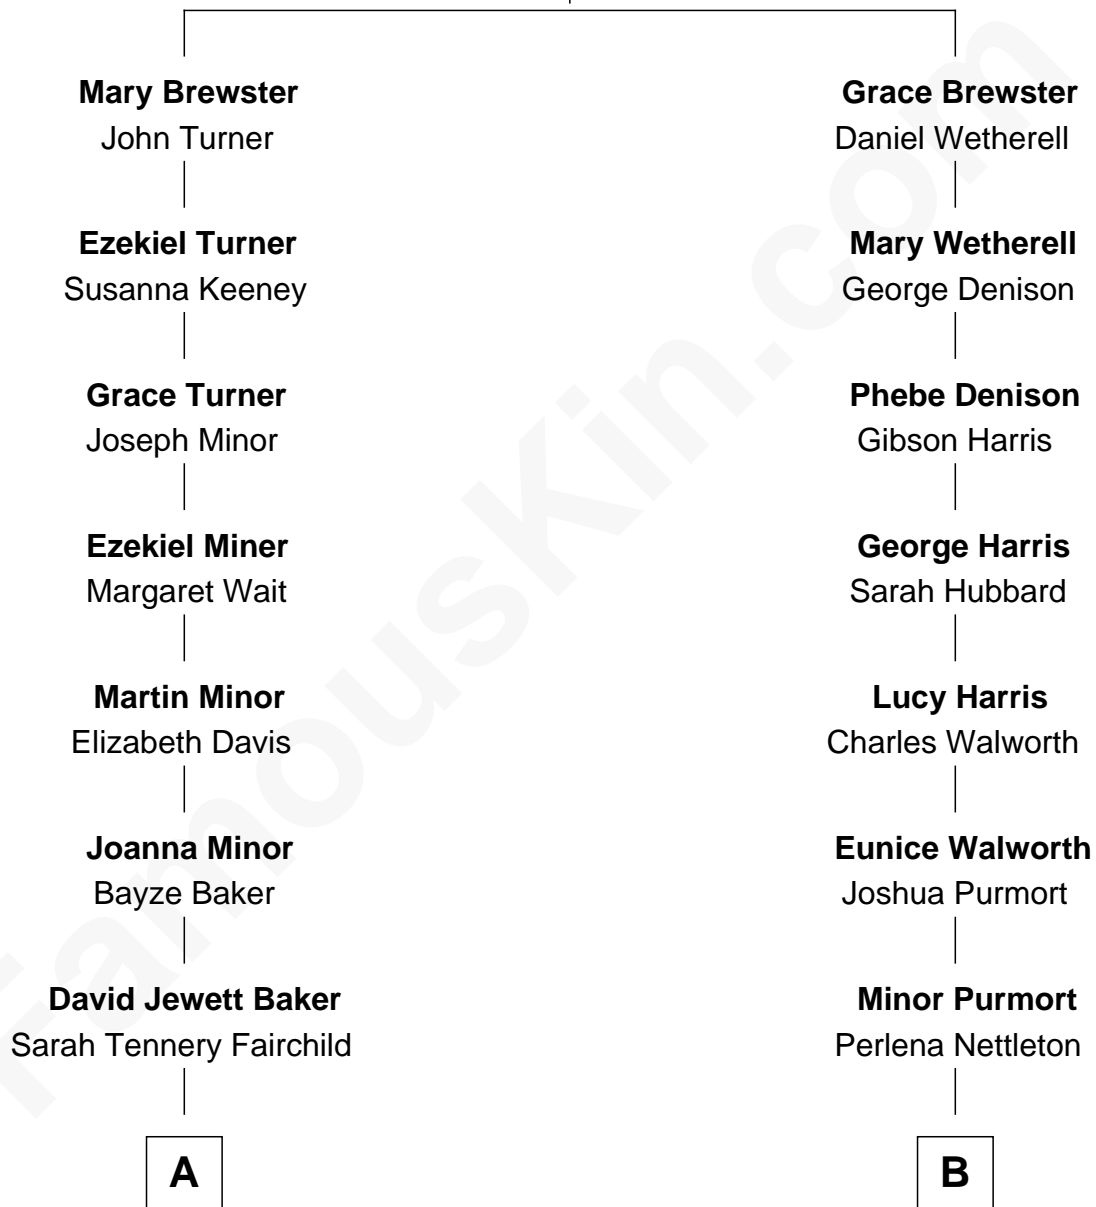 Mary Brewster
John Turner
Ezekiel Turner
Susanna Keeney
Grace Turner
Joseph Minor
Ezekiel Miner
Margaret Wait
Martin Minor
Elizabeth Davis
Joanna Minor
Bayze Baker
David Jewett Baker
Sarah Tennery Fairchild
A
Grace Brewster
Daniel Wetherell
Mary Wetherell
George Denison
Phebe Denison
Gibson Harris
George Harris
Sarah Hubbard
Lucy Harris
Charles Walworth
Eunice Walworth
Joshua Purmort
Minor Purmort
Perlena Nettleton
B
FamousKin.com